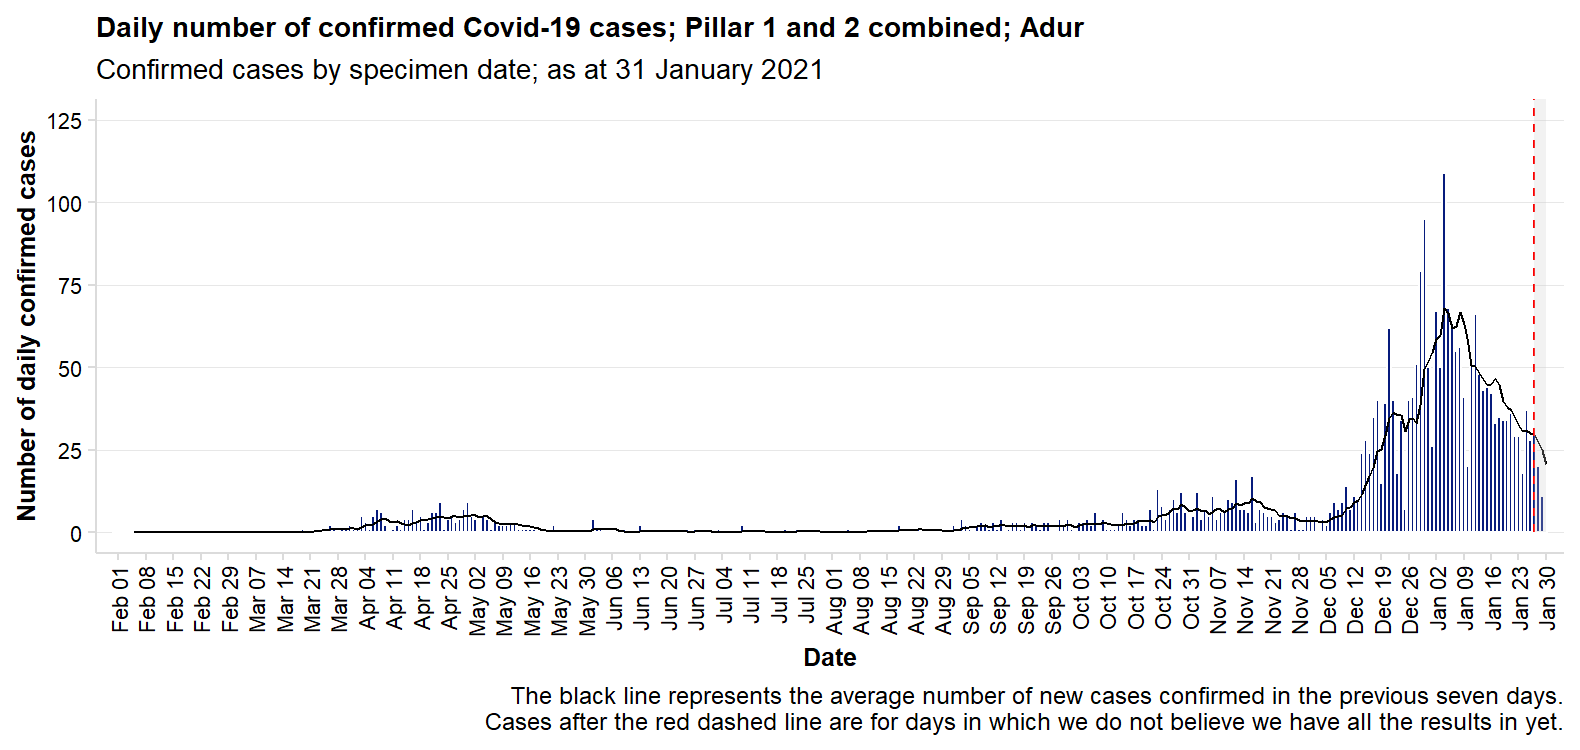 Daily number of confirmed Covid-19 cases; Pillar 1 and 2 combined; Adur
Confirmed cases by specimen date; as at 31 January 2021
Number of daily confirmed cases
125
100
75
50
25
0
Feb 01
Feb 08
Feb 15
Feb 22
Feb 29
Mar 07
Mar 14
Mar 21
Mar 28
Apr 04
Apr 11
Apr 18
Apr 25
May 02
May 09
May 16
May 23
May 30
Jun 06
Jun 13
Jun 20
Jun 27
Jul 04
Jul 11
Jul 18
Jul 25
Aug 01
Aug 08
Aug 15
Aug 22
Aug 29
Sep 05
Sep 12
Sep 19
Sep 26
Oct 03
Oct 10
Oct 17
Oct 24
Oct 31
Nov 07
Nov 14
Nov 21
Nov 28
Dec 05
Dec 12
Dec 19
Dec 26
Jan 02
Jan 09
Jan 16
Jan 23
Jan 30
Date
The black line represents the average number of new cases confirmed in the previous seven days.
Cases after the red dashed line are for days in which we do not believe we have all the results in yet.